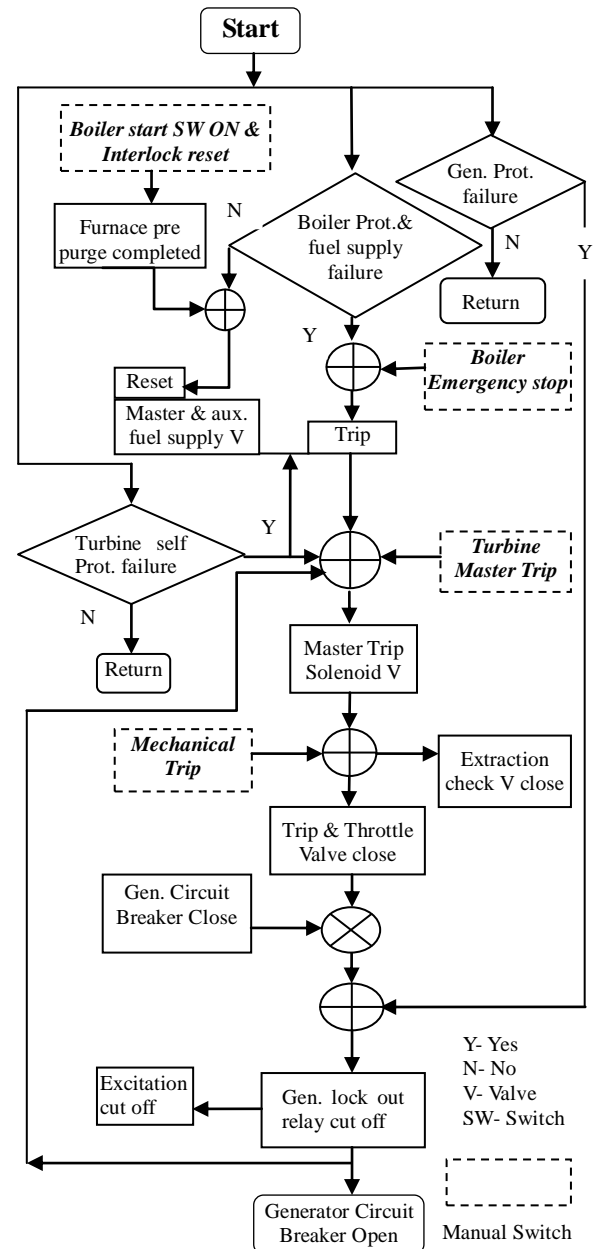 Start
Boiler start SW ON &
Interlock reset
Gen. Prot.
failure
N
Furnace pre
purge completed
Boiler Prot.&
fuel supply
failure
N
Y
Return
Y
Boiler
Emergency stop
Reset
Master & aux.
fuel supply V
Trip
Y
Turbine self
Prot. failure
Turbine
Master Trip
N
Return
Master Trip
Solenoid V
Mechanical
Trip
Extraction
check V close
Trip & Throttle
Valve close
Gen. Circuit
Breaker Close
Y- Yes
N- No
V- Valve
SW- Switch
Excitation
cut off
Gen. lock out
relay cut off
Generator Circuit
Breaker Open
Manual Switch